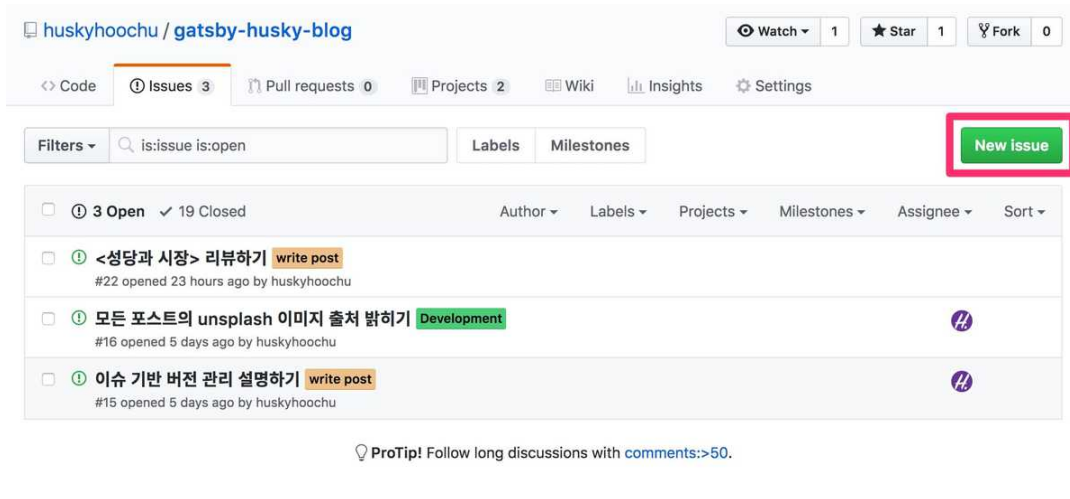 huskyhoochu / gatsby-husky-blog Watch 1 Star 1 Fork 0
Code Issues 3 Pull requests 0 Projects 2 Wiki Insights Settings
Filters is:issue is:open Labels Milestones New issue
3 Open 19 Closed Author Labels Projects Milestones Assignee Sort
<성당과 시장> 리뷰하기 write post
#22 opened 23 hours ago by huskyhoochu
모든 포스트의 unsplash 이미지 출처 밝히기 Development
#16 opened 5 days ago by huskyhoochu
이슈 기반 버전 관리 설명하기 write post
#15 opened 5 days ago by huskyhoochu
ProTip! Follow long discussions with comments:>50.